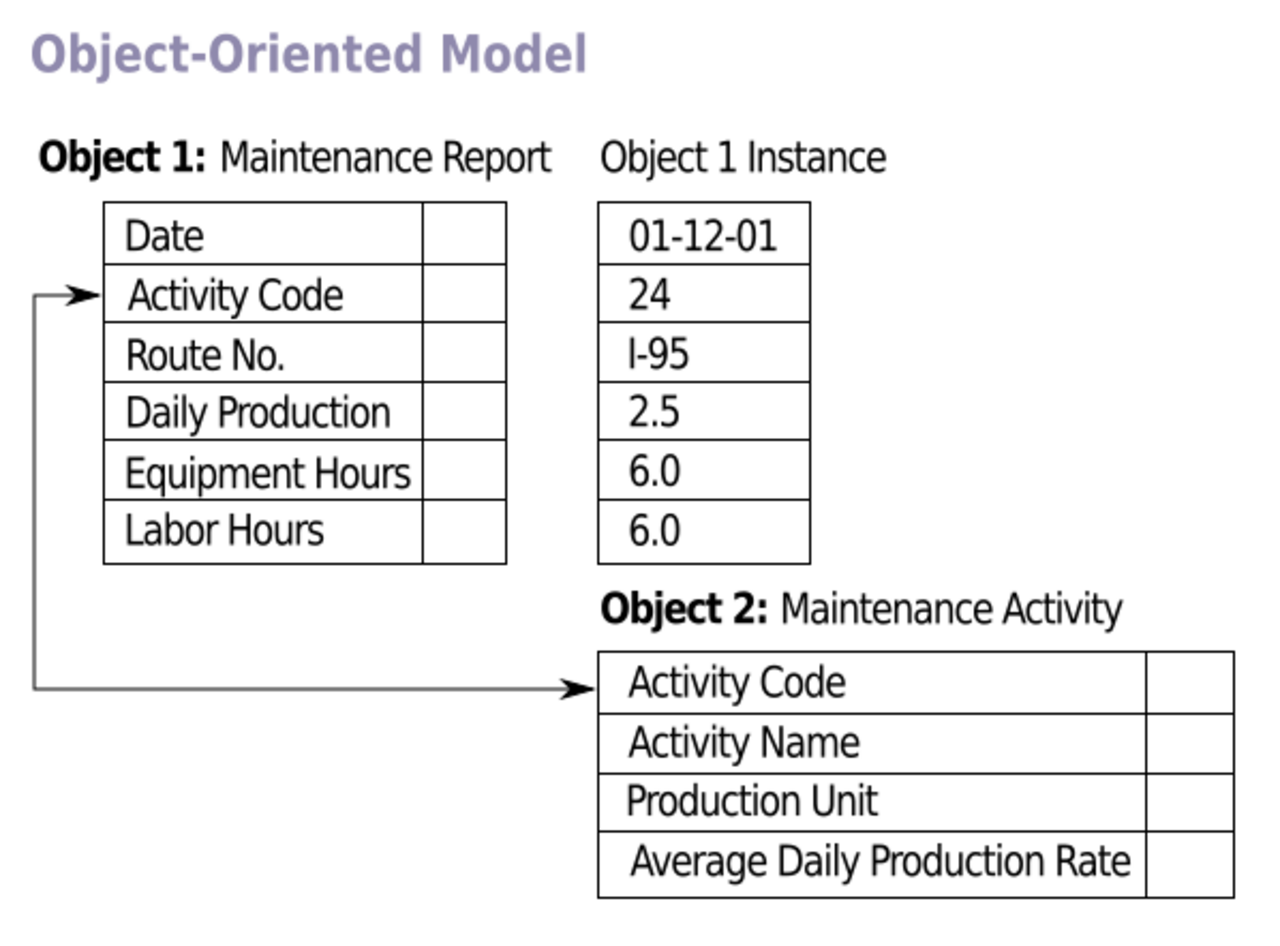 Object-Oriented Model
Object 1: Maintenance Report
Object 1 Instance
Date
01-12-01
Activity Code
24
Route No.
I-95
Daily Production
2.5
Equipment Hours
6.0
Labor Hours
6.0
Object 2: Maintenance Activity
Activity Code
Activity Name
Production Unit
Average Daily Production Rate